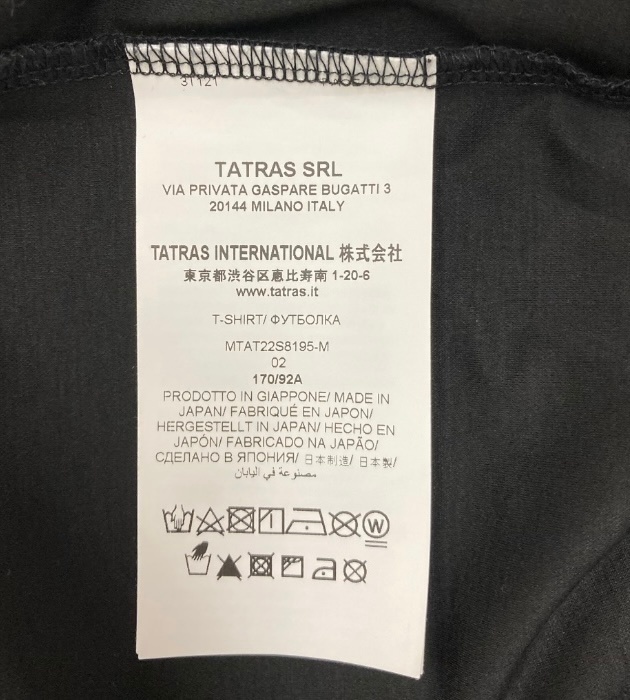 31121
TATRAS SRL
VIA PRIVATA GASPARE BUGATTI 3
20144 MILANO ITALY
TATRAS INTERNATIONAL 株式会社
東京都渋谷区恵比寿南 1-20-6
www.tatras.it
T-SHIRT/ ФУТБОЛКА
MTAT22S8195-M
02
170/92A
PRODOTTO IN GIAPPONE/ MADE IN
JAPAN/ FABRIQUÉ EN JAPON/
HERGESTELLT IN JAPAN/ HECHO EN
JAPÓN/ FABRICADO NA JAPÃO/
СДЕЛАНО В ЯПОНИЯ/ 日本制造/ 日本製/
مصنوعة في اليابان
W